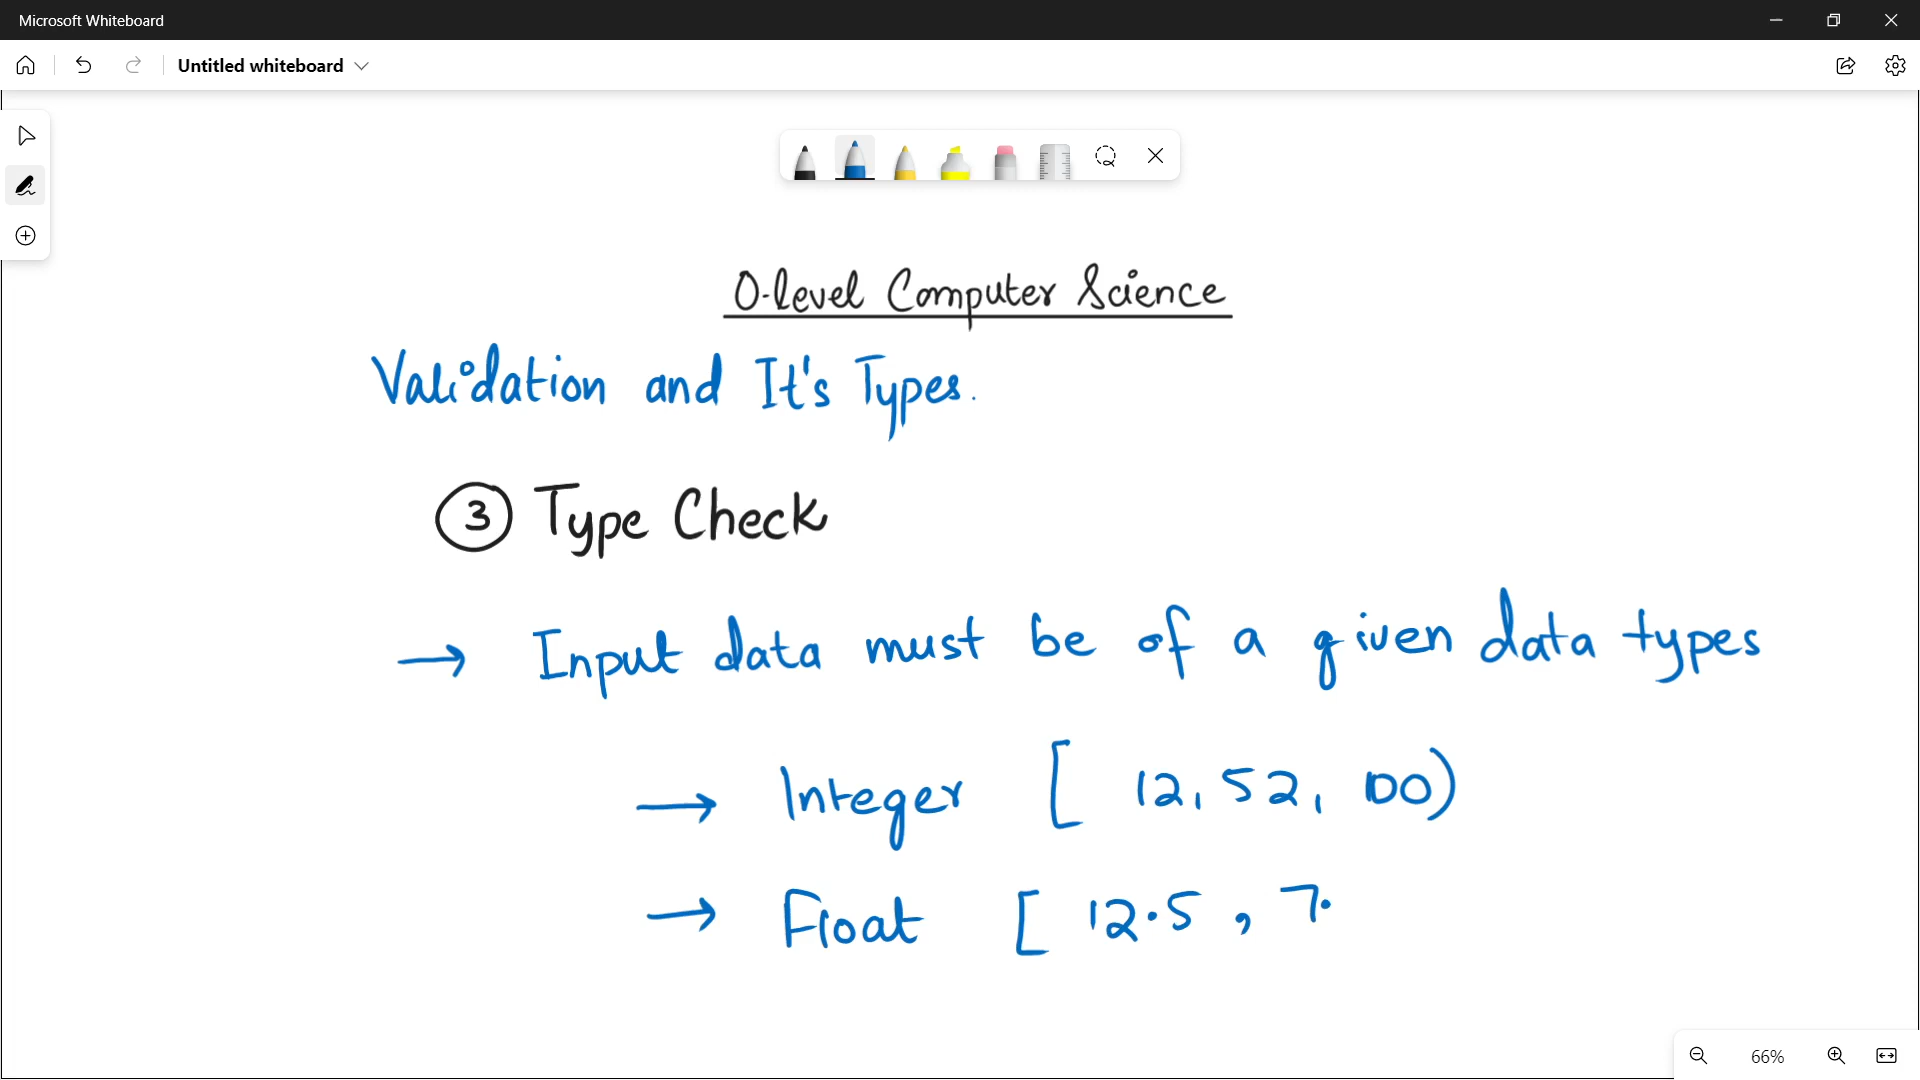 Microsoft Whiteboard
Untitled whiteboard
O-level Computer Science
Validation and It's Types.
3 Type Check
→ Input data must be of a given data types
→ Integer [ 12, 52, 100)
→ Float [ 12.5 , 7.
66%